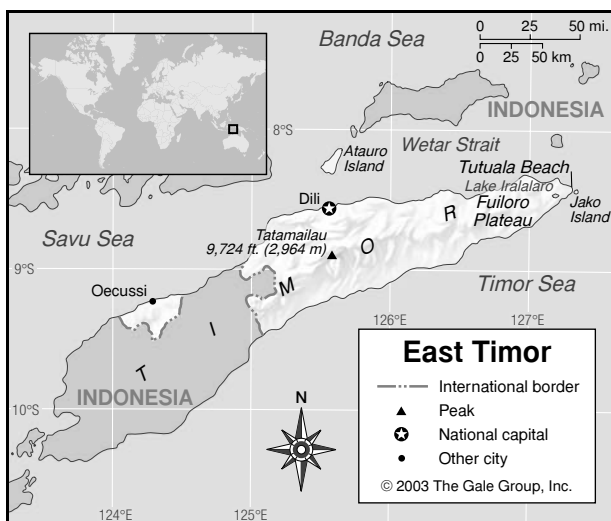 Banda Sea
0 25 50 mi.
0 25 50 km
INDONESIA
8°S
Atauro
Island
Wetar Strait
Tutuala Beach
Lake Iralalaro
Fuiloro
Plateau
Jako
Island
Dili
Savu Sea
Tatamailau
9,724 ft. (2,964 m)
9°S
Oecussi
TIMOR
Timor Sea
126°E
127°E
INDONESIA
10°S
N
124°E
125°E
East Timor
International border
Peak
National capital
Other city
© 2003 The Gale Group, Inc.